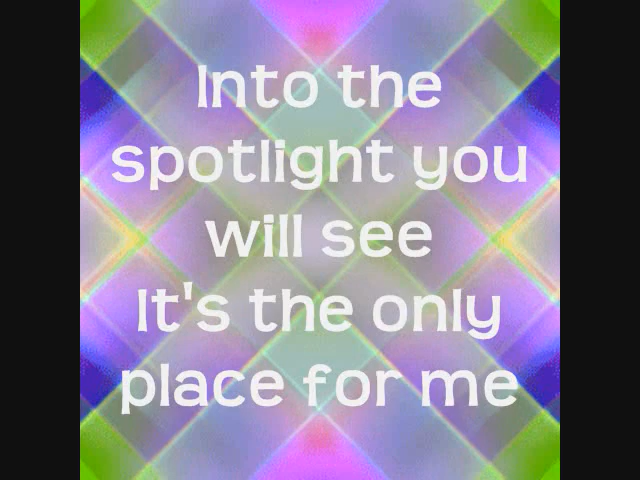 Into the
spotlight you
will see
It's the only
place for me